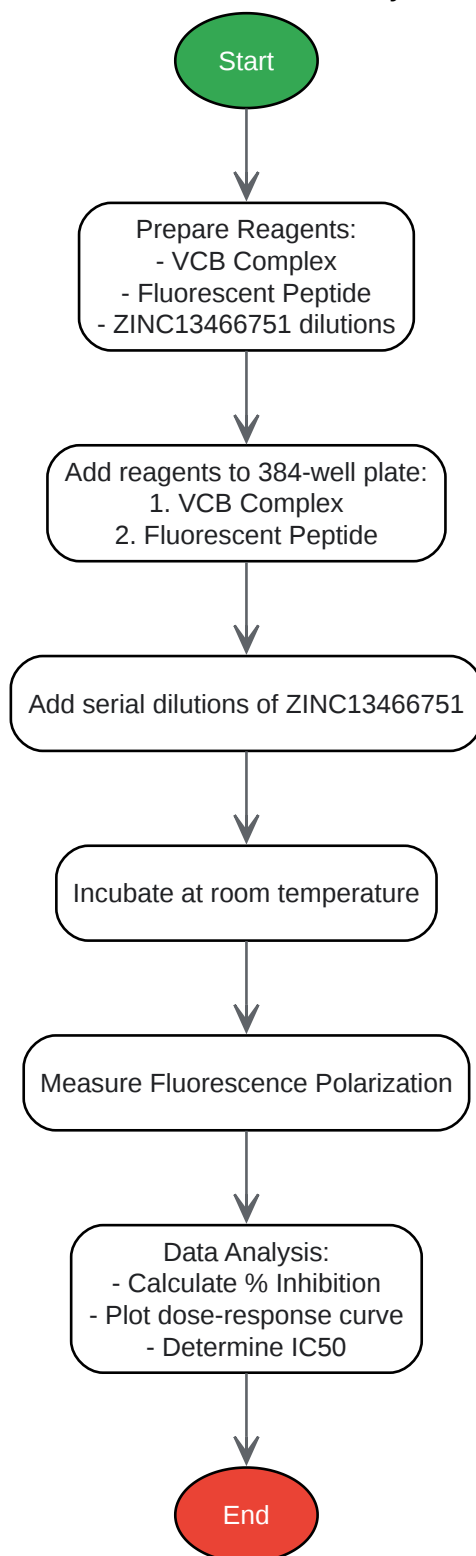 Start
Prepare Reagents:
- VCB Complex
- Fluorescent Peptide
- ZINC13466751 dilutions
Add reagents to 384-well plate:
1. VCB Complex
2. Fluorescent Peptide
Add serial dilutions of ZINC13466751
Incubate at room temperature
Measure Fluorescence Polarization
Data Analysis:
- Calculate % Inhibition
- Plot dose-response curve
- Determine IC50
End